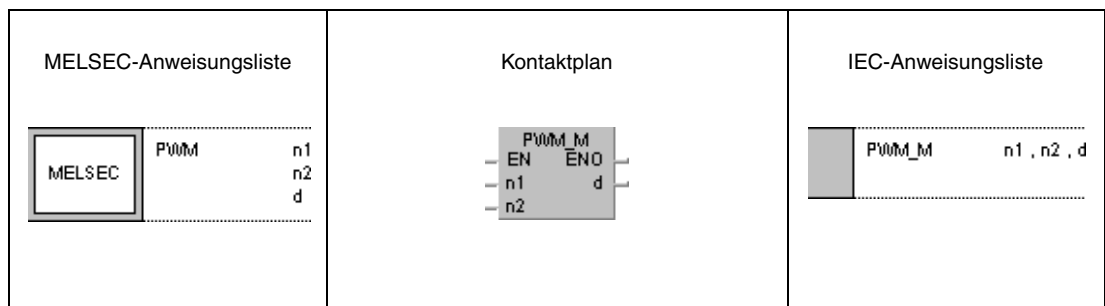 MELSEC-Anweisungsliste
Kontaktplan
IEC-Anweisungsliste
MELSEC
PWM n1
n2
d
PWM_M
EN ENO
n1 d
n2
PWM_M n1 , n2 , d